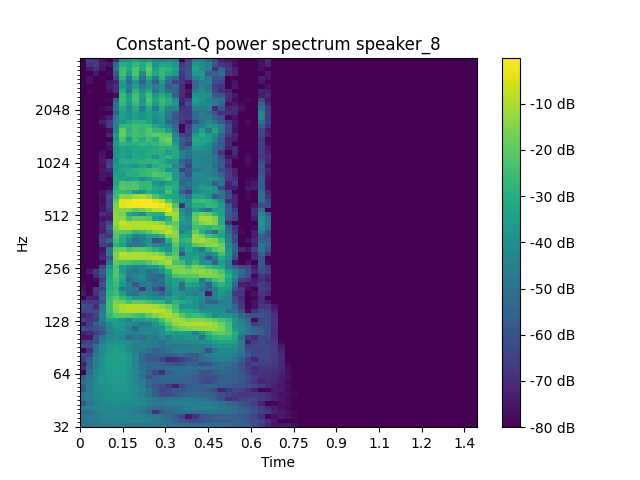 Constant-Q power spectrum speaker_8
Hz
2048
1024
512
256
128
64
32
0 0.15 0.3 0.45 0.6 0.75 0.9 1.1 1.2 1.4
Time
-10 dB
-20 dB
-30 dB
-40 dB
-50 dB
-60 dB
-70 dB
-80 dB